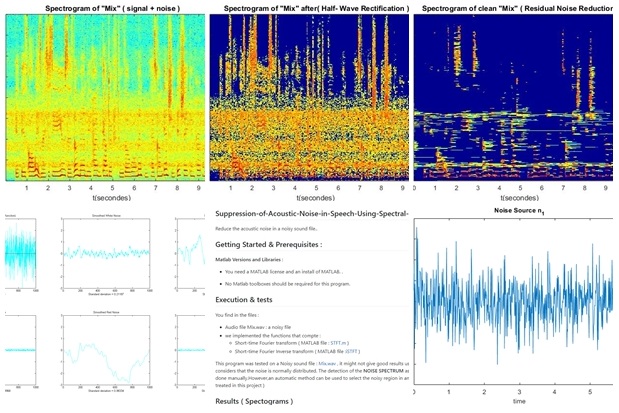 Spectrogram of "Mix" ( signal + noise )
Spectrogram of "Mix" after( Half- Wave Rectification )
Spectrogram of clean "Mix" ( Residual Noise Reduction
1 2 3 4 5 6 7 8 9
t(secondes)
1 2 3 4 5 6 7 8 9
t(secondes)
0 1 2 3 4 5 6 7 8 9
t(secondes)
Smoothed White Noise
Smoothed Red Noise
Suppression-of-Acoustic-Noise-in-Speech-Using-Spectral-
Reduce the acoustic noise in a noisy sound file..
Getting Started & Prerequisites :
Matlab Versions and Libraries :
You need a MATLAB license and an install of MATLAB..
No Matlab toolboxes should be required for this program.
Execution & tests
You find in the files :
Audio file Mix.wav : a noisy file
we implemented the functions that compte :
Short-time Fourier transform ( MATLAB file : STFT.m )
Short-time Fourier Inverse transform ( MATLAB file :IETFT )
This program was tested on a Noisy sound file : Mix.wav , it might not give good results us
considers that the noise is normally distributed. The detection of the NOISE SPECTRUM as
done manually.However,an automatic method can be used to select the noisy region in an
treated in this project )
Results ( Spectograms )
Noise Source n1
0 1 2 3 4 5
time